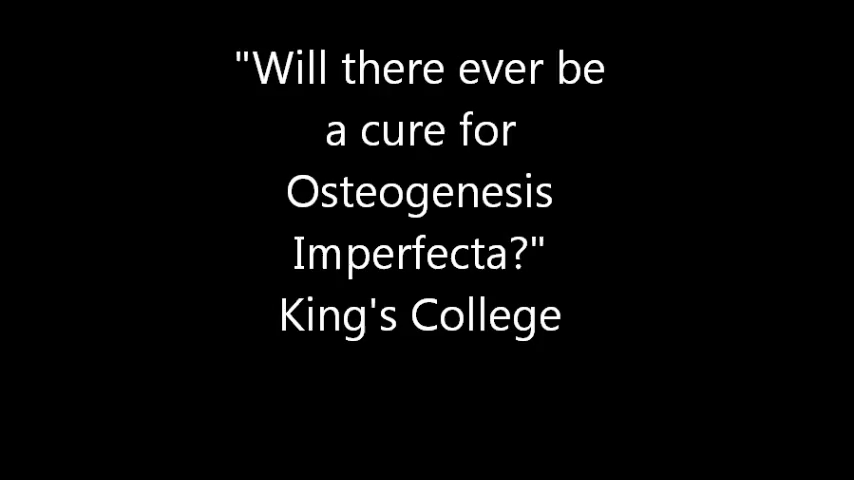 "Will there ever be
a cure for
Osteogenesis
Imperfecta?"
King's College